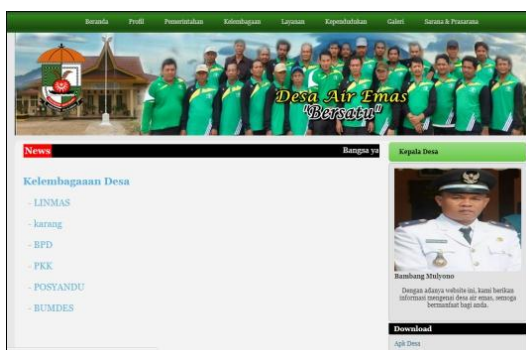 Beranda Profil Pemerintahan Kelembagaan Layanan Kependudukan Galeri Sarana & Prasarana
Desa Air Emas
"Bersatu"
News
Bangsa ya
Kelembagaaan Desa
- LINMAS
- karang
- BPD
- PKK
- POSYANDU
- BUMDES
Kepala Desa
Bambang Mulyono
Dengan adanya website ini, kami berikan
informasi mengenai desa air emas, semoga
bermanfaat bagi anda.
Download
Apk Desa